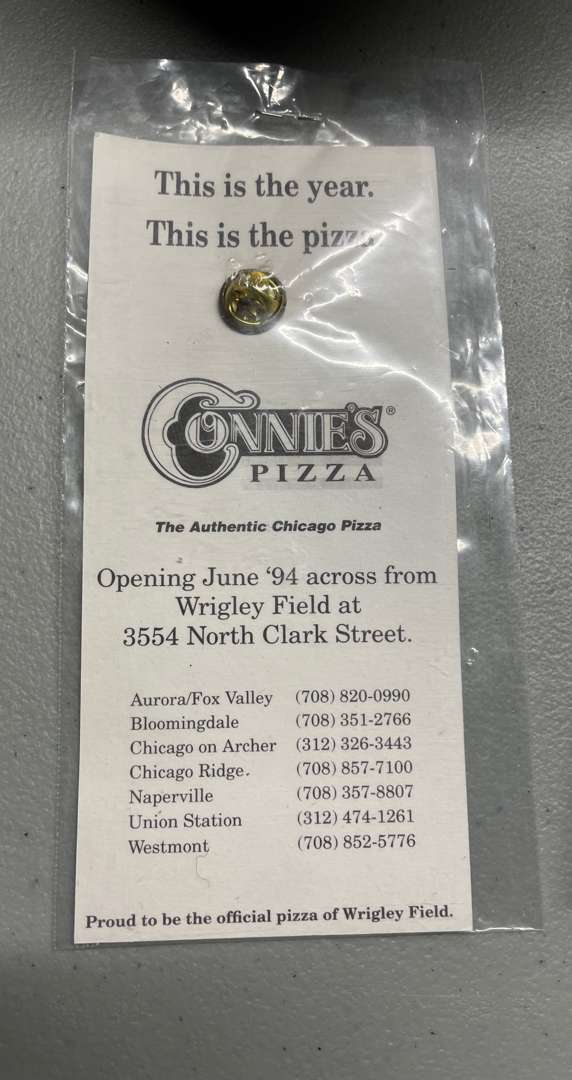 This is the year.
This is the pizza.
CONNIE'S®
PIZZA
The Authentic Chicago Pizza
Opening June ‘94 across from
Wrigley Field at
3554 North Clark Street.
Aurora/Fox Valley (708) 820-0990
Bloomingdale (708) 351-2766
Chicago on Archer (312) 326-3443
Chicago Ridge. (708) 857-7100
Naperville (708) 357-8807
Union Station (312) 474-1261
Westmont (708) 852-5776
Proud to be the official pizza of Wrigley Field.